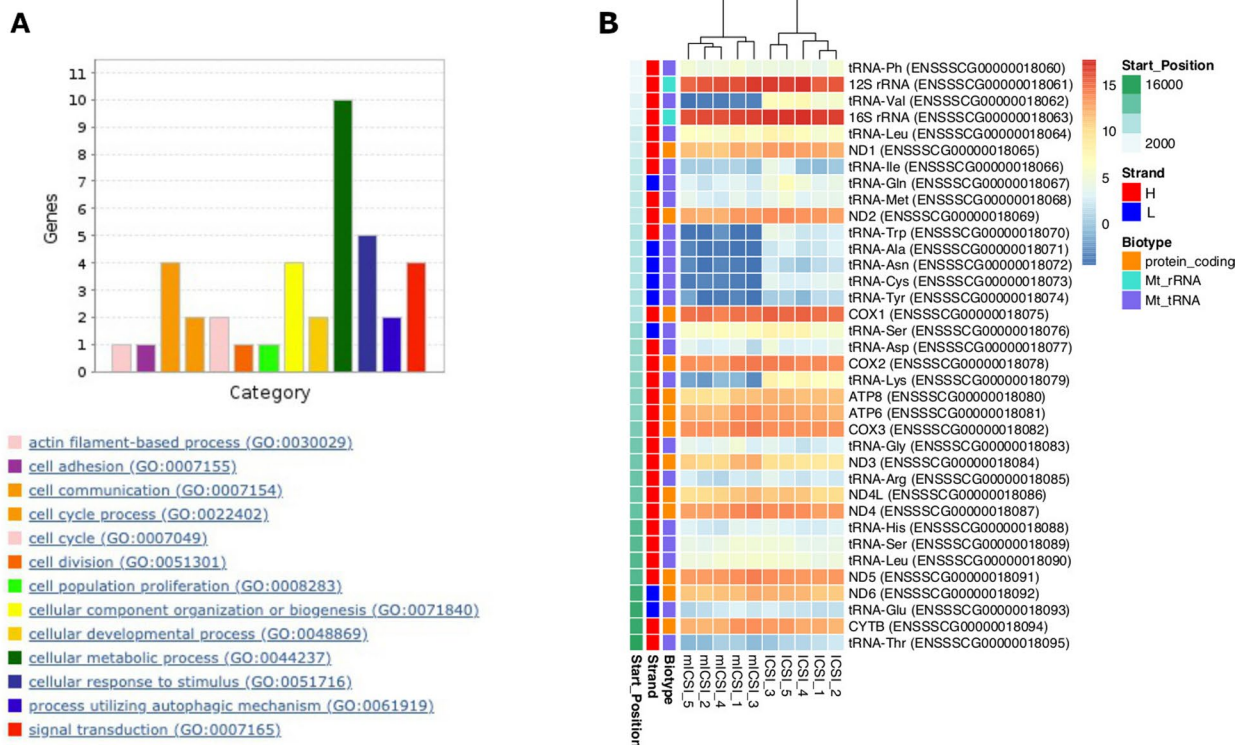 A
11
10
9
8
7
6
5
4
3
2
1
0
Genes
Category
actin filament-based process (GO:0030029)
cell adhesion (GO:0007155)
cell communication (GO:0007154)
cell cycle process (GO:0022402)
cell cycle (GO:0007049)
cell division (GO:0051301)
cell population proliferation (GO:0008283)
cellular component organization or biogenesis (GO:0071840)
cellular developmental process (GO:0048869)
cellular metabolic process (GO:0044237)
cellular response to stimulus (GO:0051716)
process utilizing autophagic mechanism (GO:0061919)
signal transduction (GO:0007165)
B
tRNA-Ph (ENSSSCG00000018060)
12S rRNA (ENSSSCG00000018061)
tRNA-Val (ENSSSCG00000018062)
16S rRNA (ENSSSCG00000018063)
tRNA-Leu (ENSSSCG00000018064)
ND1 (ENSSSCG00000018065)
tRNA-Ile (ENSSSCG00000018066)
tRNA-Gln (ENSSSCG00000018067)
tRNA-Met (ENSSSCG00000018068)
ND2 (ENSSSCG00000018069)
tRNA-Trp (ENSSSCG00000018070)
tRNA-Ala (ENSSSCG00000018071)
tRNA-Asn (ENSSSCG00000018072)
tRNA-Cys (ENSSSCG00000018073)
tRNA-Tyr (ENSSSCG00000018074)
COX1 (ENSSSCG00000018075)
tRNA-Ser (ENSSSCG00000018076)
tRNA-Asp (ENSSSCG00000018077)
COX2 (ENSSSCG00000018078)
tRNA-Lys (ENSSSCG00000018079)
ATP8 (ENSSSCG00000018080)
ATP6 (ENSSSCG00000018081)
COX3 (ENSSSCG00000018082)
tRNA-Gly (ENSSSCG00000018083)
ND3 (ENSSSCG00000018084)
tRNA-Arg (ENSSSCG00000018085)
ND4L (ENSSSCG00000018086)
ND4 (ENSSSCG00000018087)
tRNA-His (ENSSSCG00000018088)
tRNA-Ser (ENSSSCG00000018089)
tRNA-Leu (ENSSSCG00000018090)
ND5 (ENSSSCG00000018091)
ND6 (ENSSSCG00000018092)
tRNA-Glu (ENSSSCG00000018093)
CYTB (ENSSSCG00000018094)
tRNA-Thr (ENSSSCG00000018095)
Start_Position
Strand
Biotype
mICSI_5
mICSI_2
mICSI_4
mICSI_1
mICSI_3
ICSI_3
ICSI_5
ICSI_4
ICSI_1
ICSI_2
15
10
5
0
Start_Position
16000
2000
Strand
H
L
Biotype
protein_coding
Mt_rRNA
Mt_tRNA